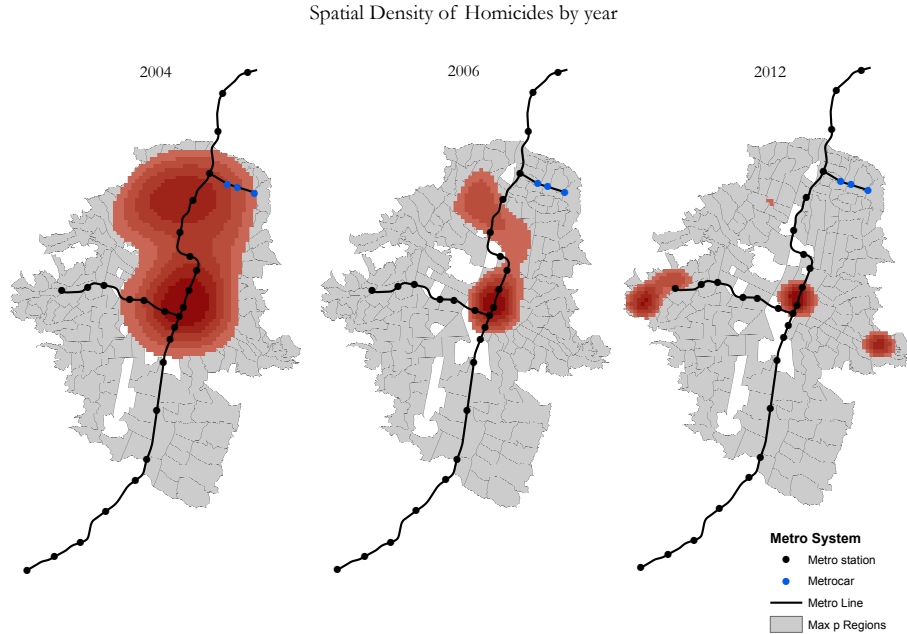 Spatial Density of Homicides by year
2004
2006
2012
Metro System
Metro station
Metrocar
Metro Line
Max p Regions